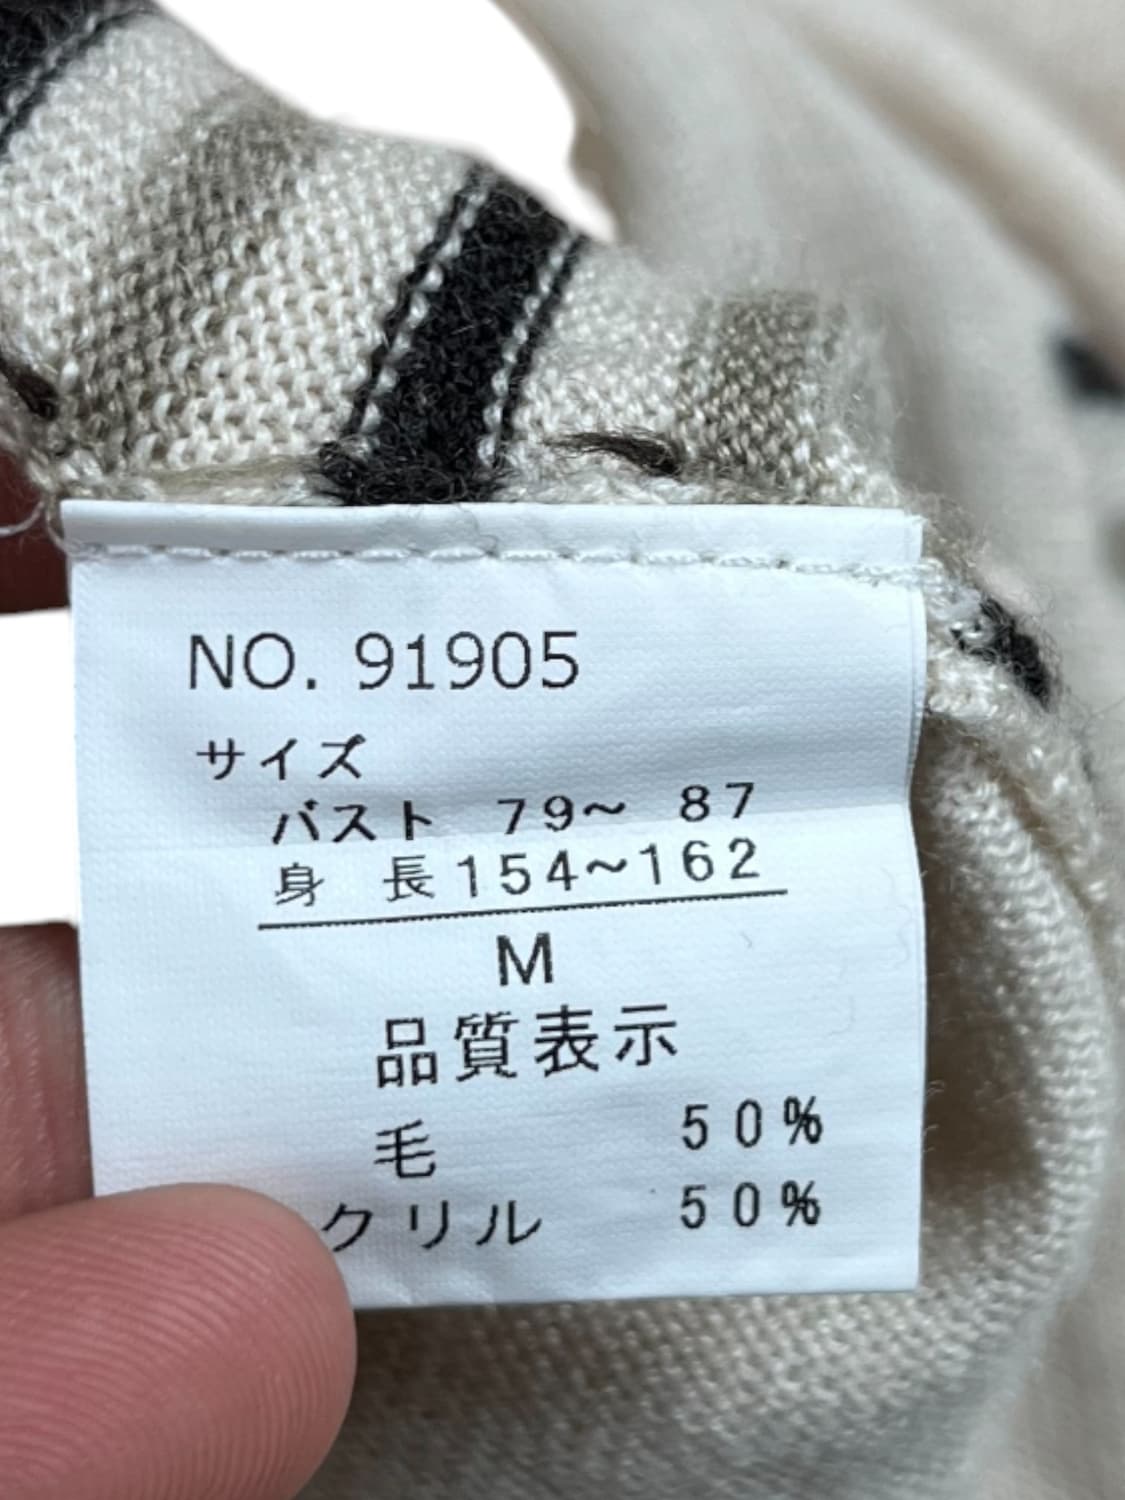 NO. 91905
サイズ
バスト 79～ 87
身 長154～162
M
品質表示
毛 50%
クリル 50%